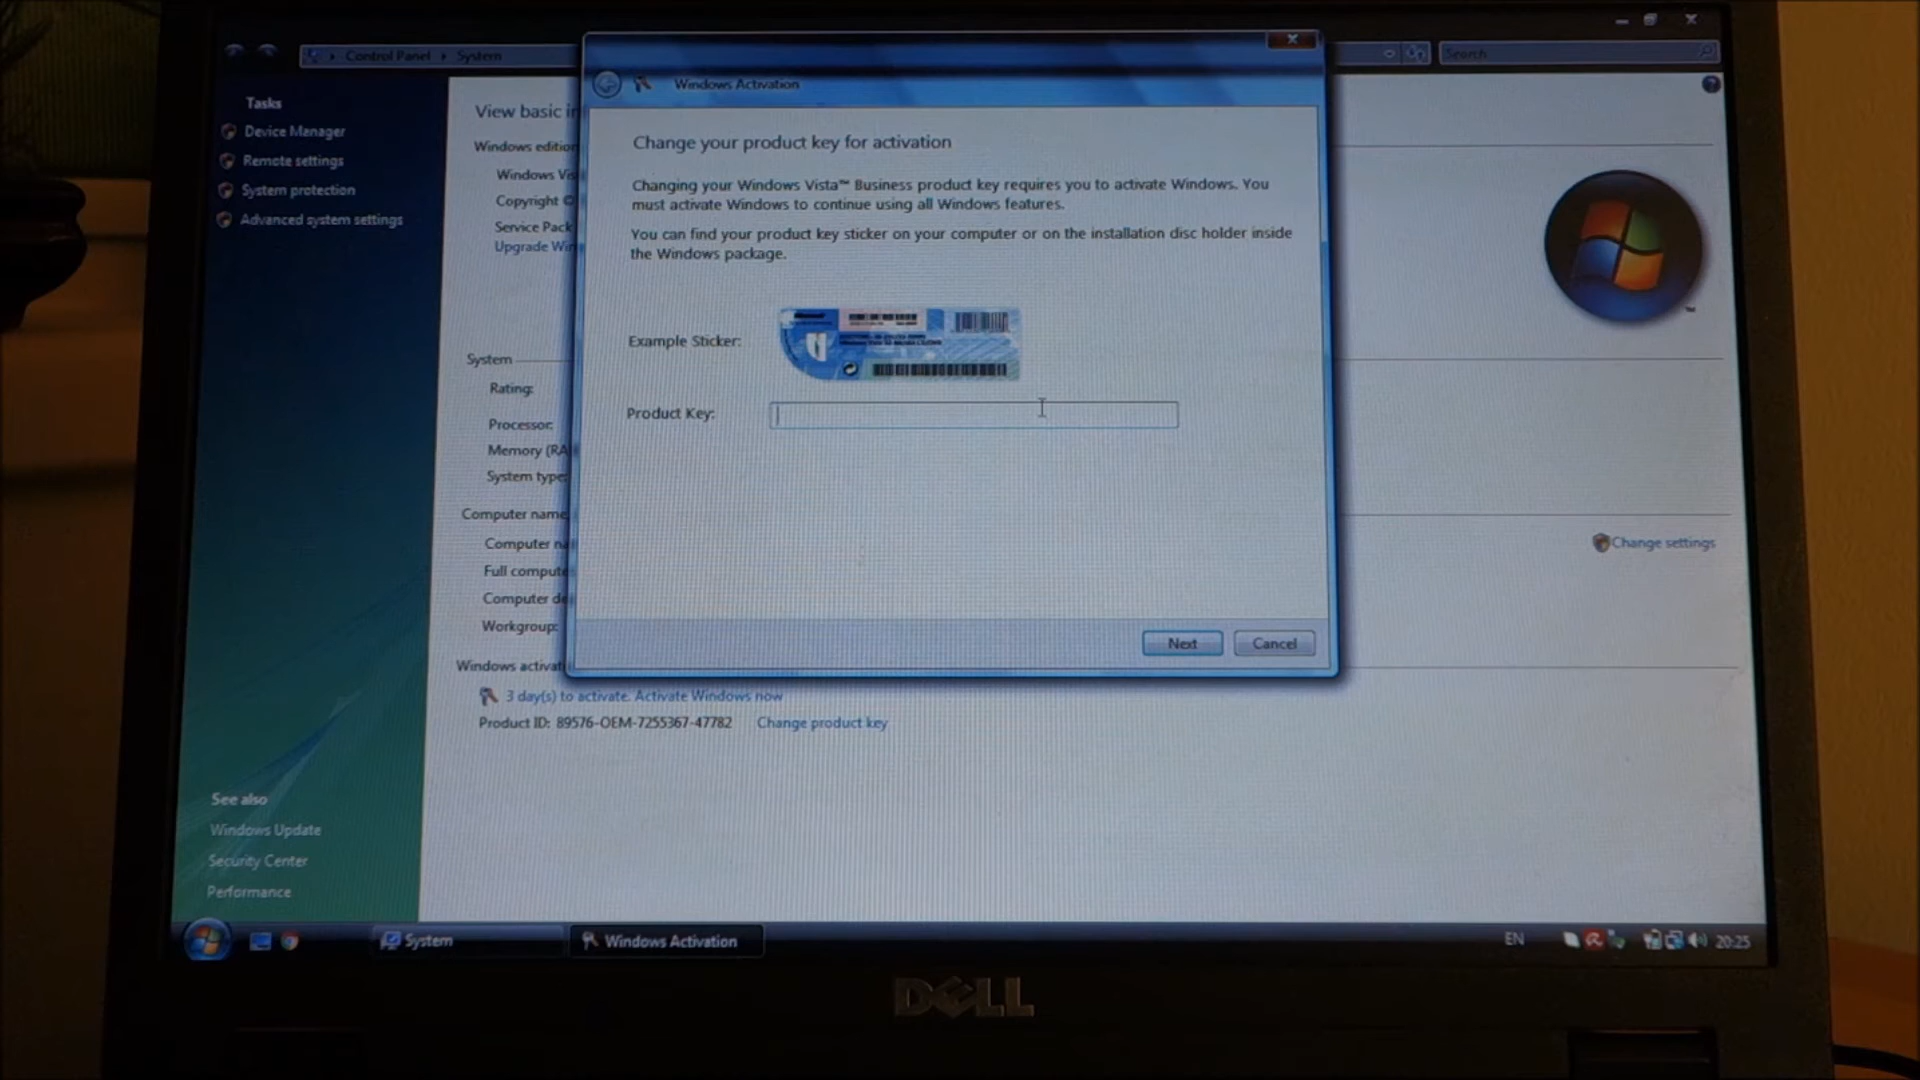 Control Panel System
Search
Windows Activation
Tasks
Device Manager
Remote settings
System protection
Advanced system settings
View basic
Windows edition
Windows
Copyright ©
Service Pack
Upgrade
System
Rating:
Processor:
Memory
System type:
Computer name
Computer
Full
Computer
Workgroup:
Change settings
Change your product key for activation
Changing your Windows Vista™ Business product key requires you to activate Windows. You
must activate Windows to continue using all Windows features.
You can find your product key sticker on your computer or on the installation disc holder inside
the Windows package.
Example Sticker:
Product Key:
Next Cancel
Windows
3 day(s) to activate. Activate Windows now
Product ID: 89576-OEM-7255367-47782 Change product key
See also
Windows Update
Security Center
Performance
System Windows Activation EN 20:25
DELL